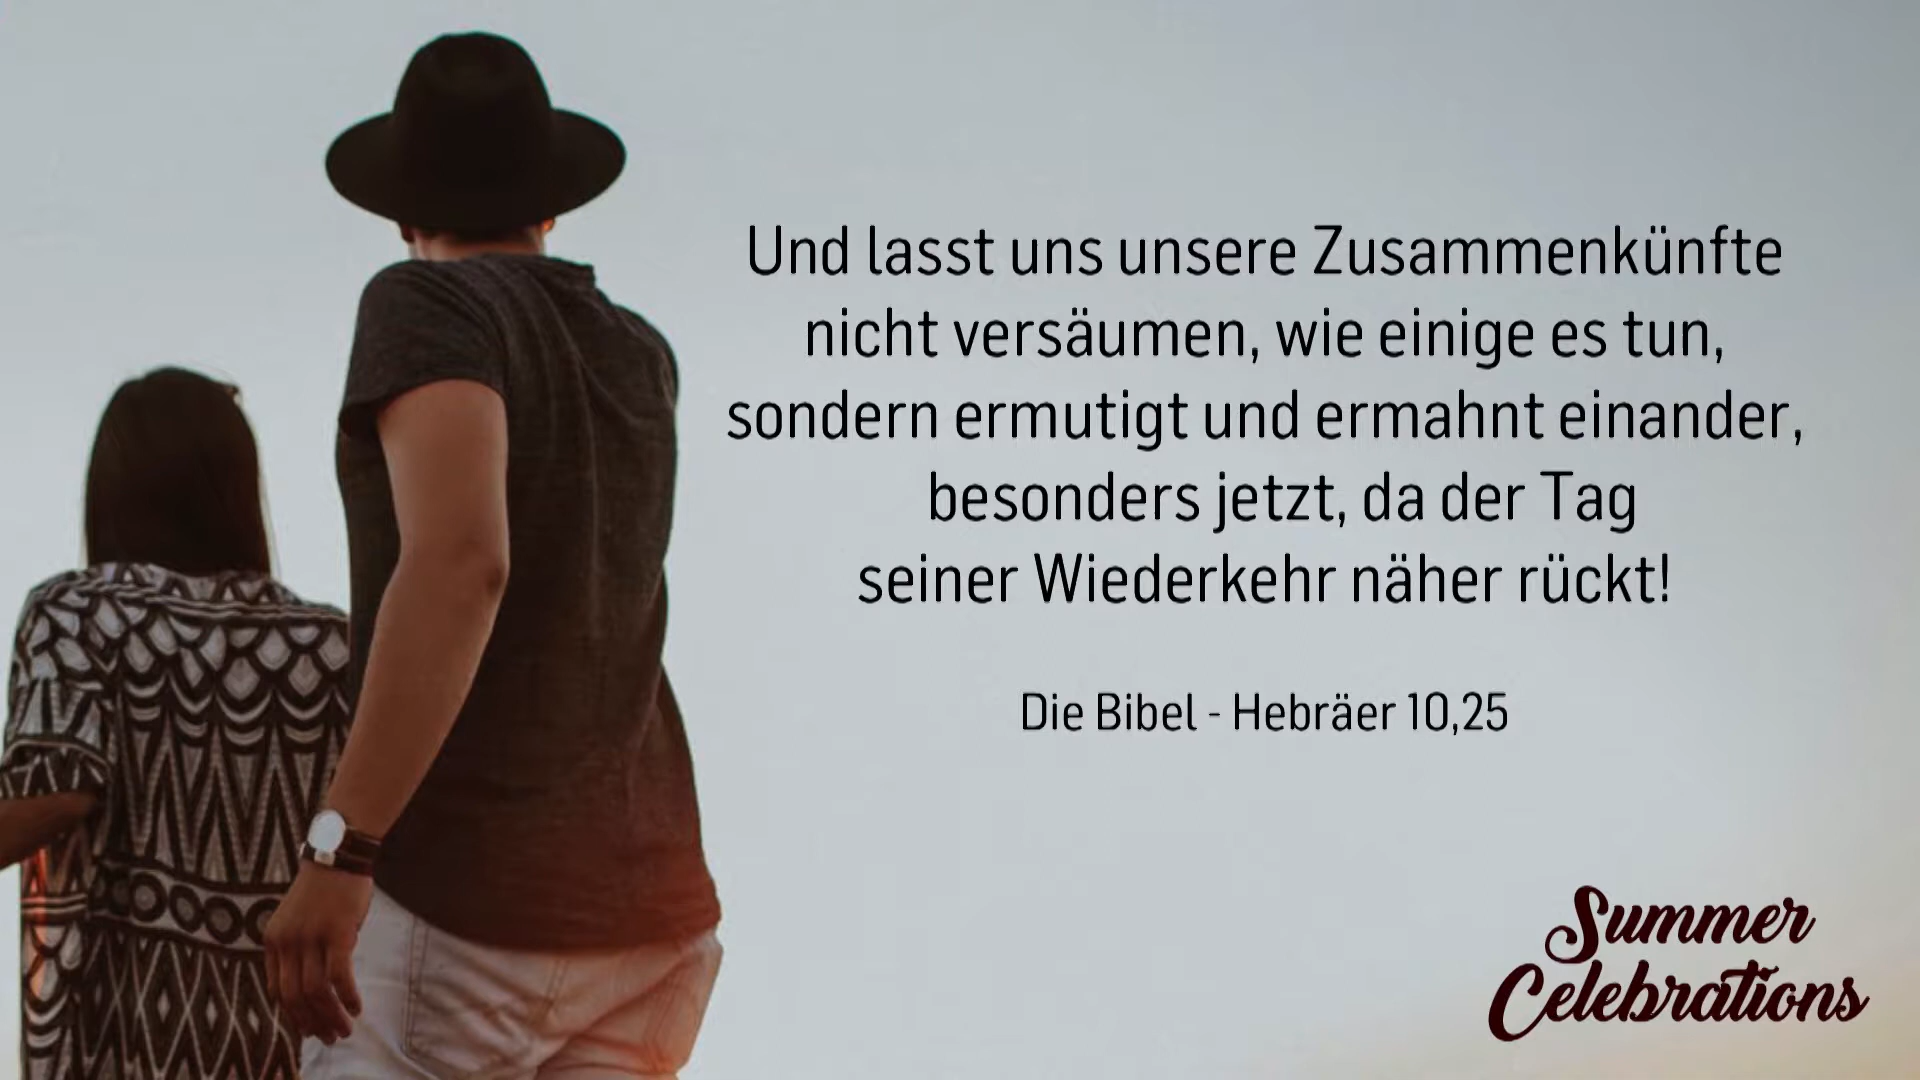 Und lasst uns unsere Zusammenkünfte
nicht versäumen, wie einige es tun,
sondern ermutigt und ermahnt einander,
besonders jetzt, da der Tag
seiner Wiederkehr näher rückt!
Die Bibel - Hebräer 10,25
Summer
Celebrations